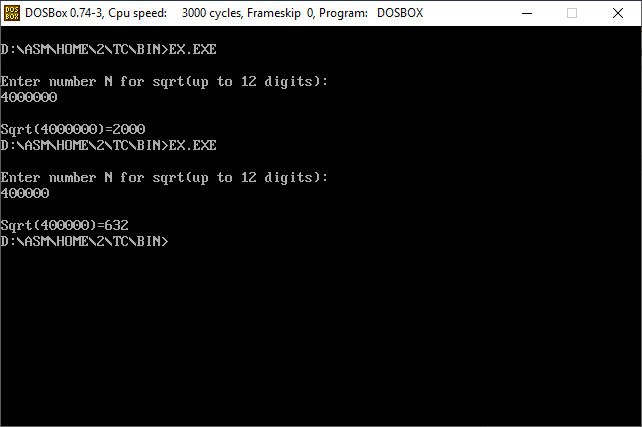 DOS
BOX
DOSBox 0.74-3, Cpu speed:    3000 cycles, Frameskip  0, Program:   DOSBOX
D:\ASM\HOME\2\TC\BIN>EX.EXE
Enter number N for sqrt(up to 12 digits):
4000000
Sqrt(4000000)=2000
D:\ASM\HOME\2\TC\BIN>EX.EXE
Enter number N for sqrt(up to 12 digits):
400000
Sqrt(400000)=632
D:\ASM\HOME\2\TC\BIN>